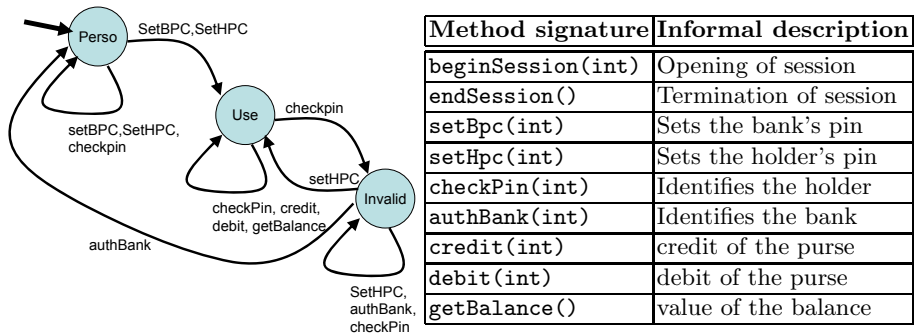 Perso
SetBPC,SetHPC
setBPC,SetHPC,
checkpin
Use
checkpin
setHPC
checkPin, credit,
debit, getBalance
Invalid
authBank
SetHPC,
authBank,
checkPin
Method signature Informal description
beginSession(int) Opening of session
endSession() Termination of session
setBpc(int) Sets the bank's pin
setHpc(int) Sets the holder's pin
checkPin(int) Identifies the holder
authBank(int) Identifies the bank
credit(int) credit of the purse
debit(int) debit of the purse
getBalance() value of the balance